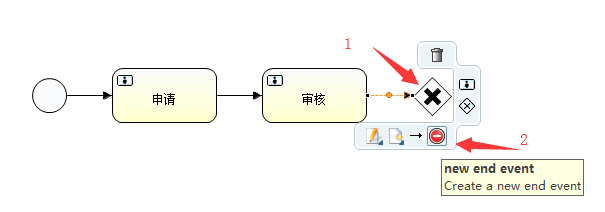 1
申请
审核
2
new end event
Create a new end event